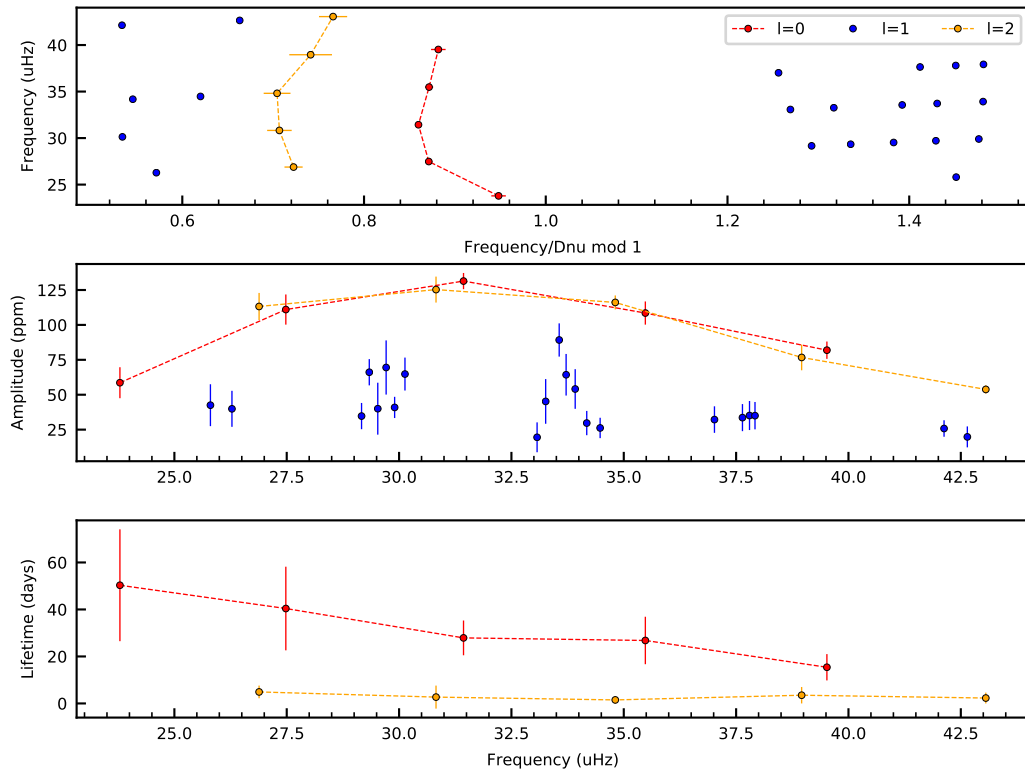 Frequency (uHz)
40
35
30
25
l=0 l=1 l=2
0.6 0.8 1.0 1.2 1.4
Frequency/Dnu mod 1
Amplitude (ppm)
125
100
75
50
25
25.0 27.5 30.0 32.5 35.0 37.5 40.0 42.5
Lifetime (days)
60
40
20
0
25.0 27.5 30.0 32.5 35.0 37.5 40.0 42.5
Frequency (uHz)